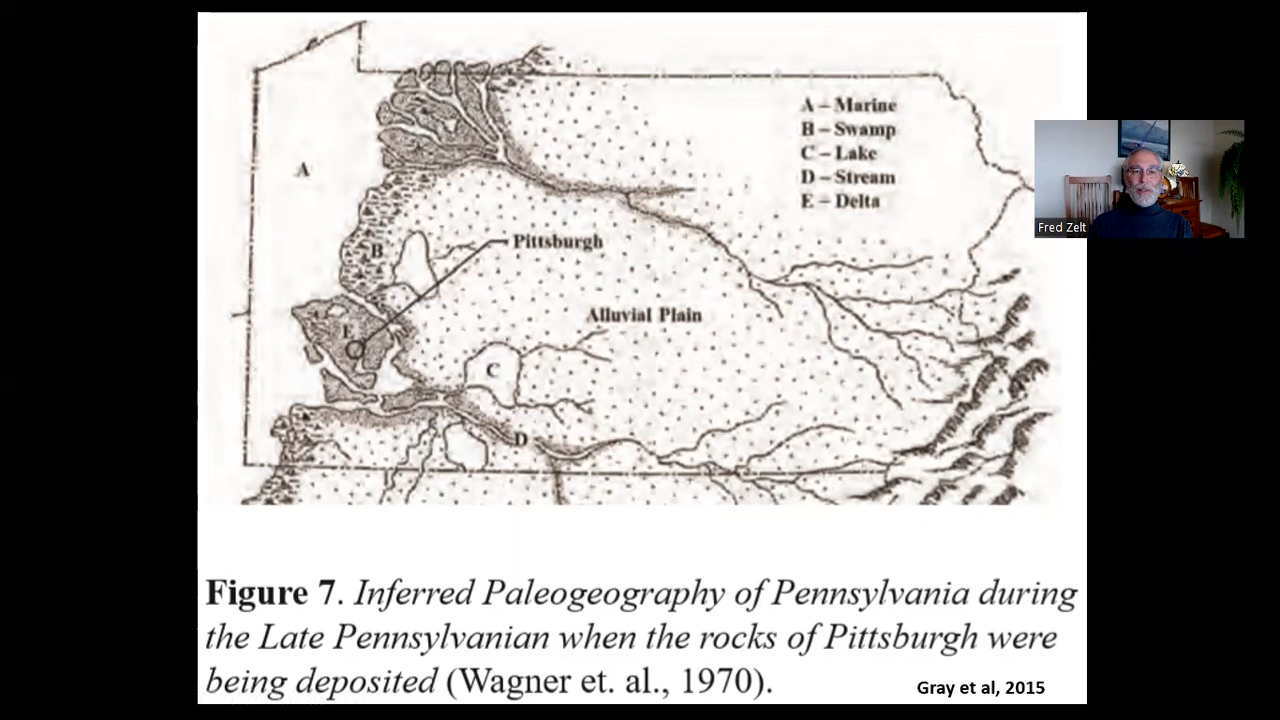 A – Marine
B – Swamp
C – Lake
D – Stream
E – Delta
A
B
Pittsburgh
Alluvial Plain
E
C
D
Fred Zelt
Figure 7. Inferred Paleogeography of Pennsylvania during
the Late Pennsylvanian when the rocks of Pittsburgh were
being deposited (Wagner et. al., 1970).
Gray et al, 2015